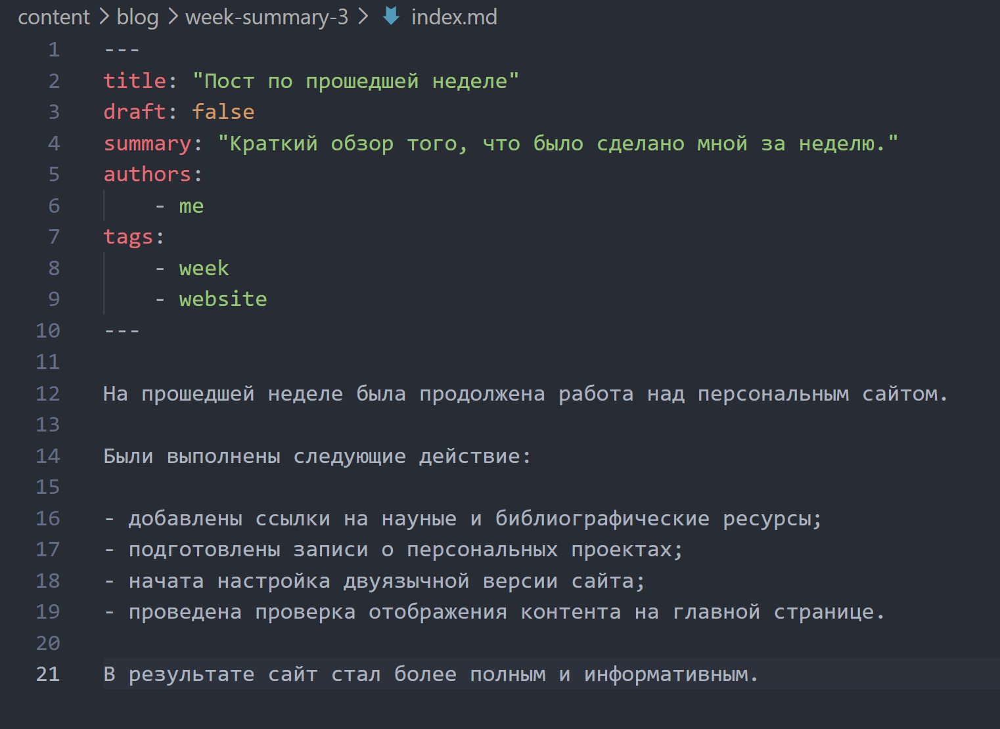 content > blog > week-summary-3 > index.md
1 ---
2 title: "Пост по прошедшей неделе"
3 draft: false
4 summary: "Краткий обзор того, что было сделано мной за неделю."
5 authors:
6 - me
7 tags:
8 - week
9 - website
10 ---
11
12 На прошедшей неделе была продолжена работа над персональным сайтом.
13
14 Были выполнены следующие действие:
15
16 - добавлены ссылки на науные и библиографические ресурсы;
17 - подготовлены записи о персональных проектах;
18 - начата настройка двуязычной версии сайта;
19 - проведена проверка отображения контента на главной странице.
20
21 В результате сайт стал более полным и информативным.